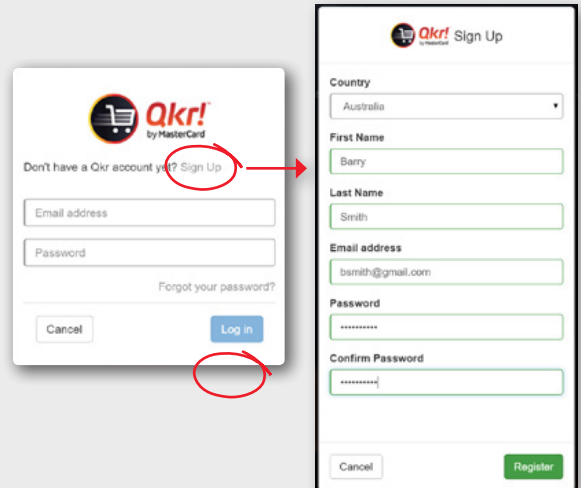 Qkr!
by MasterCard
Don't have a Qkr account yet? Sign Up
Email address
Password
Forgot your password?
Cancel
Log in
Qkr! Sign Up
by MasterCard
Country
Australia
First Name
Barry
Last Name
Smith
Email address
bsmith@gmail.com
Password
••••••••••
Confirm Password
••••••••••
Cancel
Register